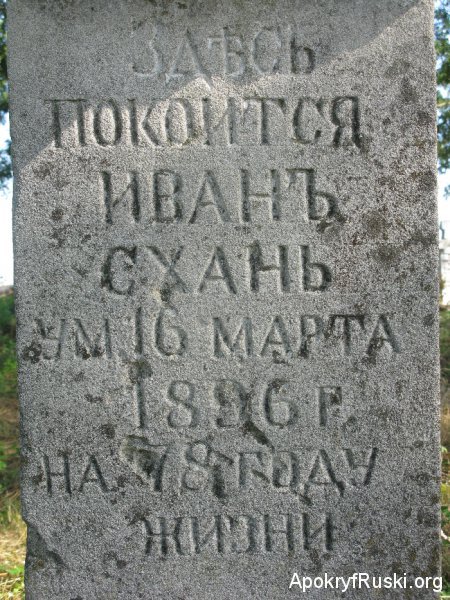 ЗДѢСЬ
ПОКОИТСЯ
ИВАНЪ
СХАНЬ
УМ 16 МАРТА
1896 Г.
НА 78 ГОДУ
ЖИЗНИ
ApokryfRuski.org